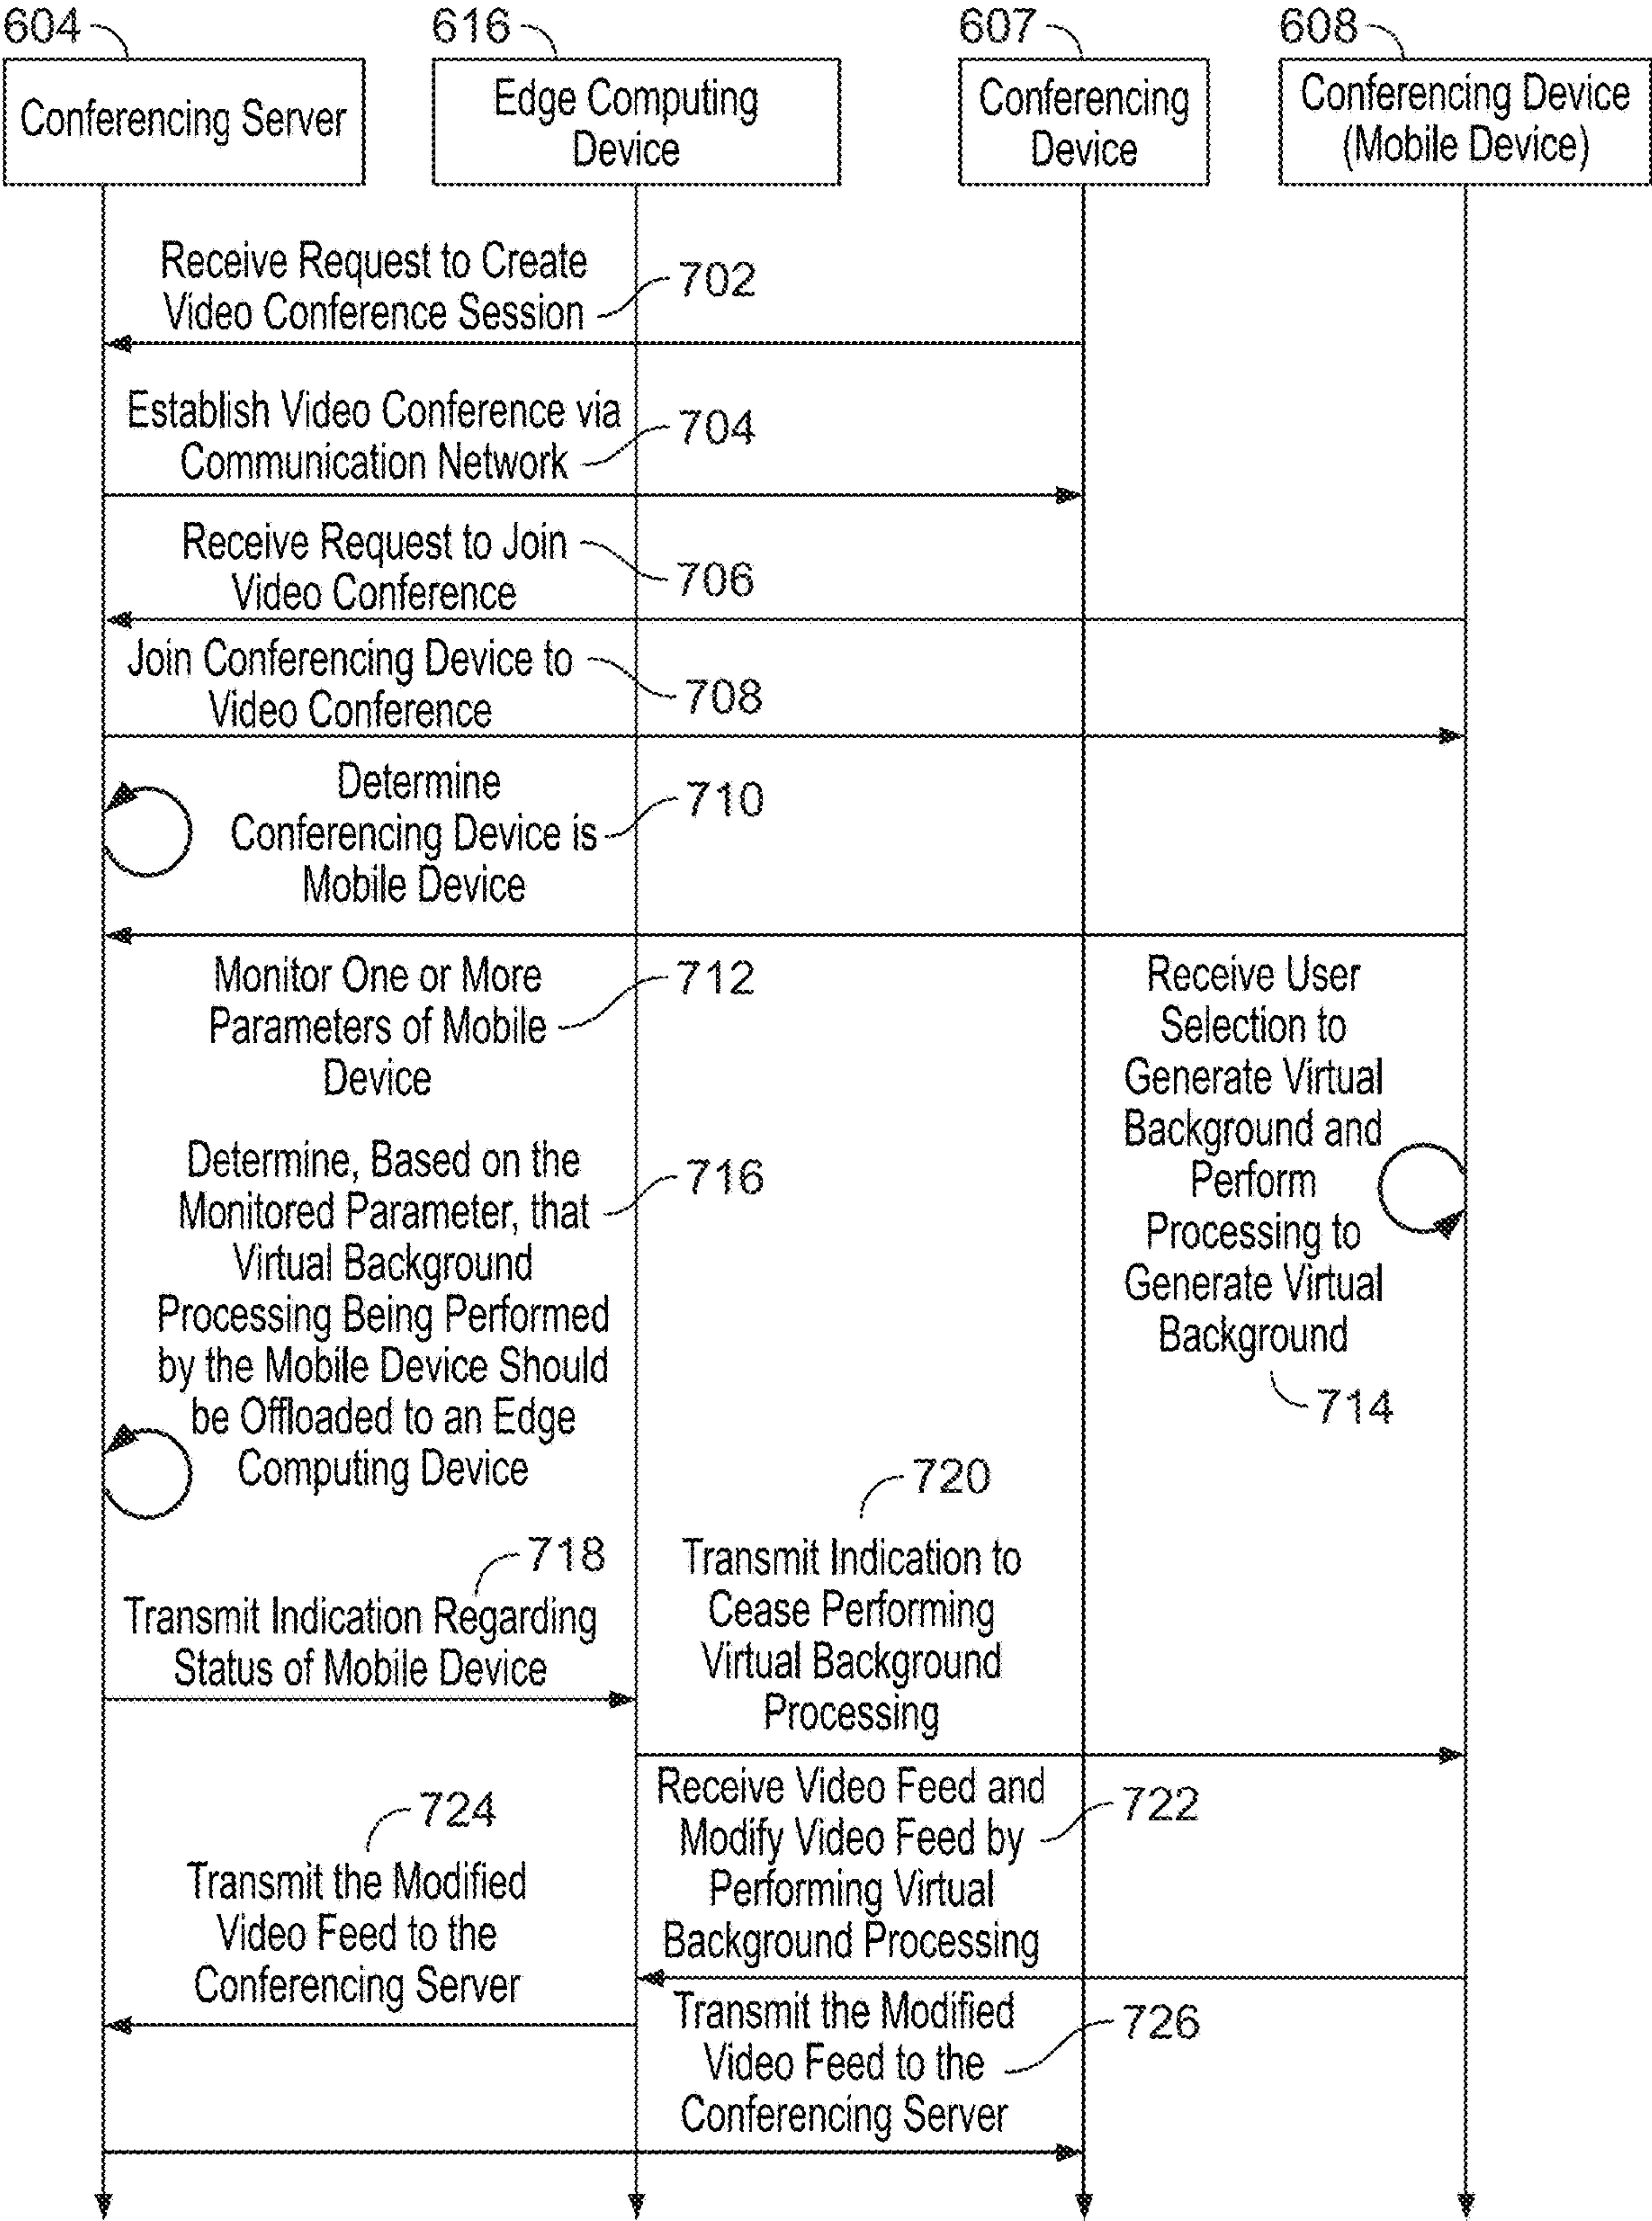 604
616
607
608
Conferencing Server
Edge Computing
Device
Conferencing
Device
Conferencing Device
(Mobile Device)
Receive Request to Create
Video Conference Session
702
Establish Video Conference via
Communication Network
704
Receive Request to Join
Video Conference
706
Join Conferencing Device to
Video Conference
708
Determine
Conferencing Device is
Mobile Device
710
Monitor One or More
Parameters of Mobile
Device
712
Receive User
Selection to
Generate Virtual
Background and
Perform
Processing to
Generate Virtual
Background
714
Determine, Based on the
Monitored Parameter, that
Virtual Background
Processing Being Performed
by the Mobile Device Should
be Offloaded to an Edge
Computing Device
716
718
Transmit Indication Regarding
Status of Mobile Device
720
Transmit Indication to
Cease Performing
Virtual Background
Processing
Receive Video Feed and
Modify Video Feed by
Performing Virtual
Background Processing
722
724
Transmit the Modified
Video Feed to the
Conferencing Server
Transmit the Modified
Video Feed to the
Conferencing Server
726